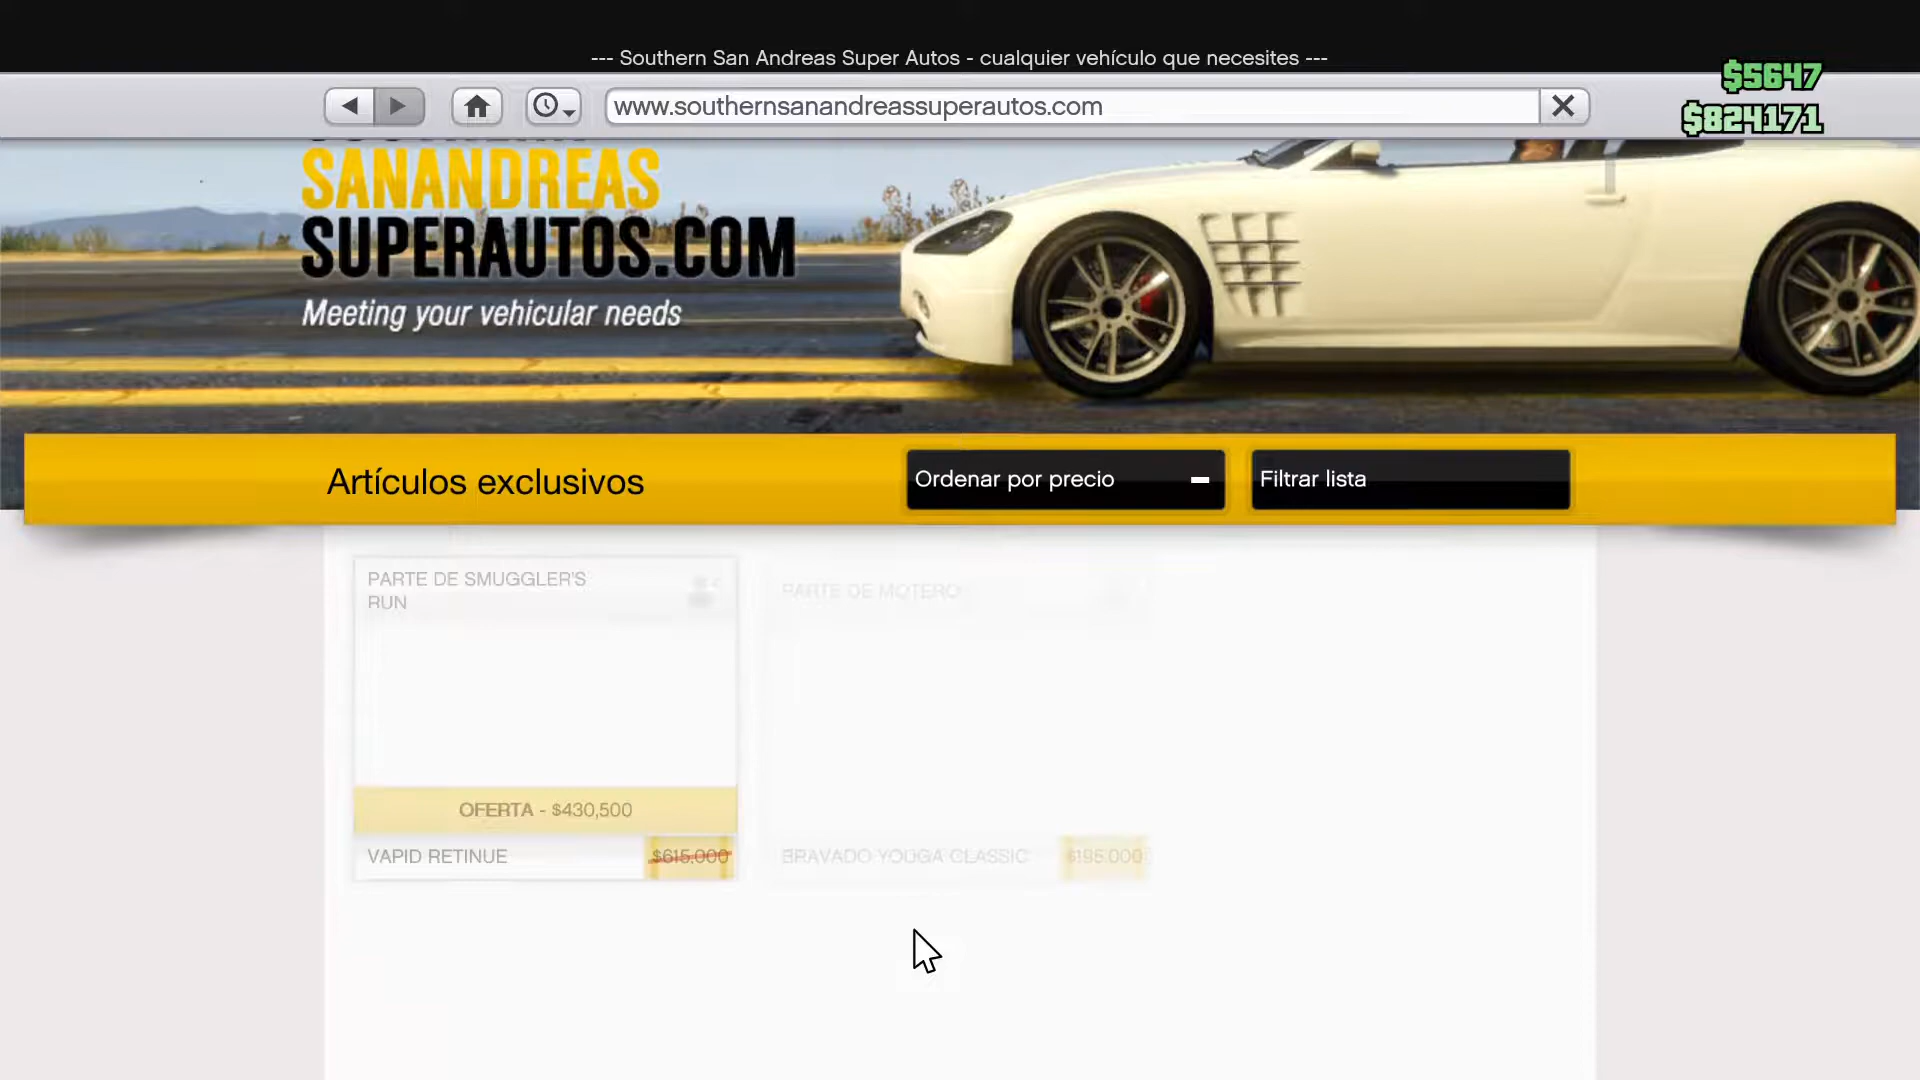 --- Southern San Andreas Super Autos - cualquier vehículo que necesites ---
$5647
www.southernsanandreassuperautos.com
$824171
SANANDREAS
SUPERAUTOS.COM
Meeting your vehicular needs
Artículos exclusivos
Ordenar por precio
Filtrar lista
PARTE DE SMUGGLER'S
RUN
PARTE DE MOTERO
OFERTA - $430,500
VAPID RETINUE
$615.000
BRAVADO YOUGA CLASSIC
$195.000